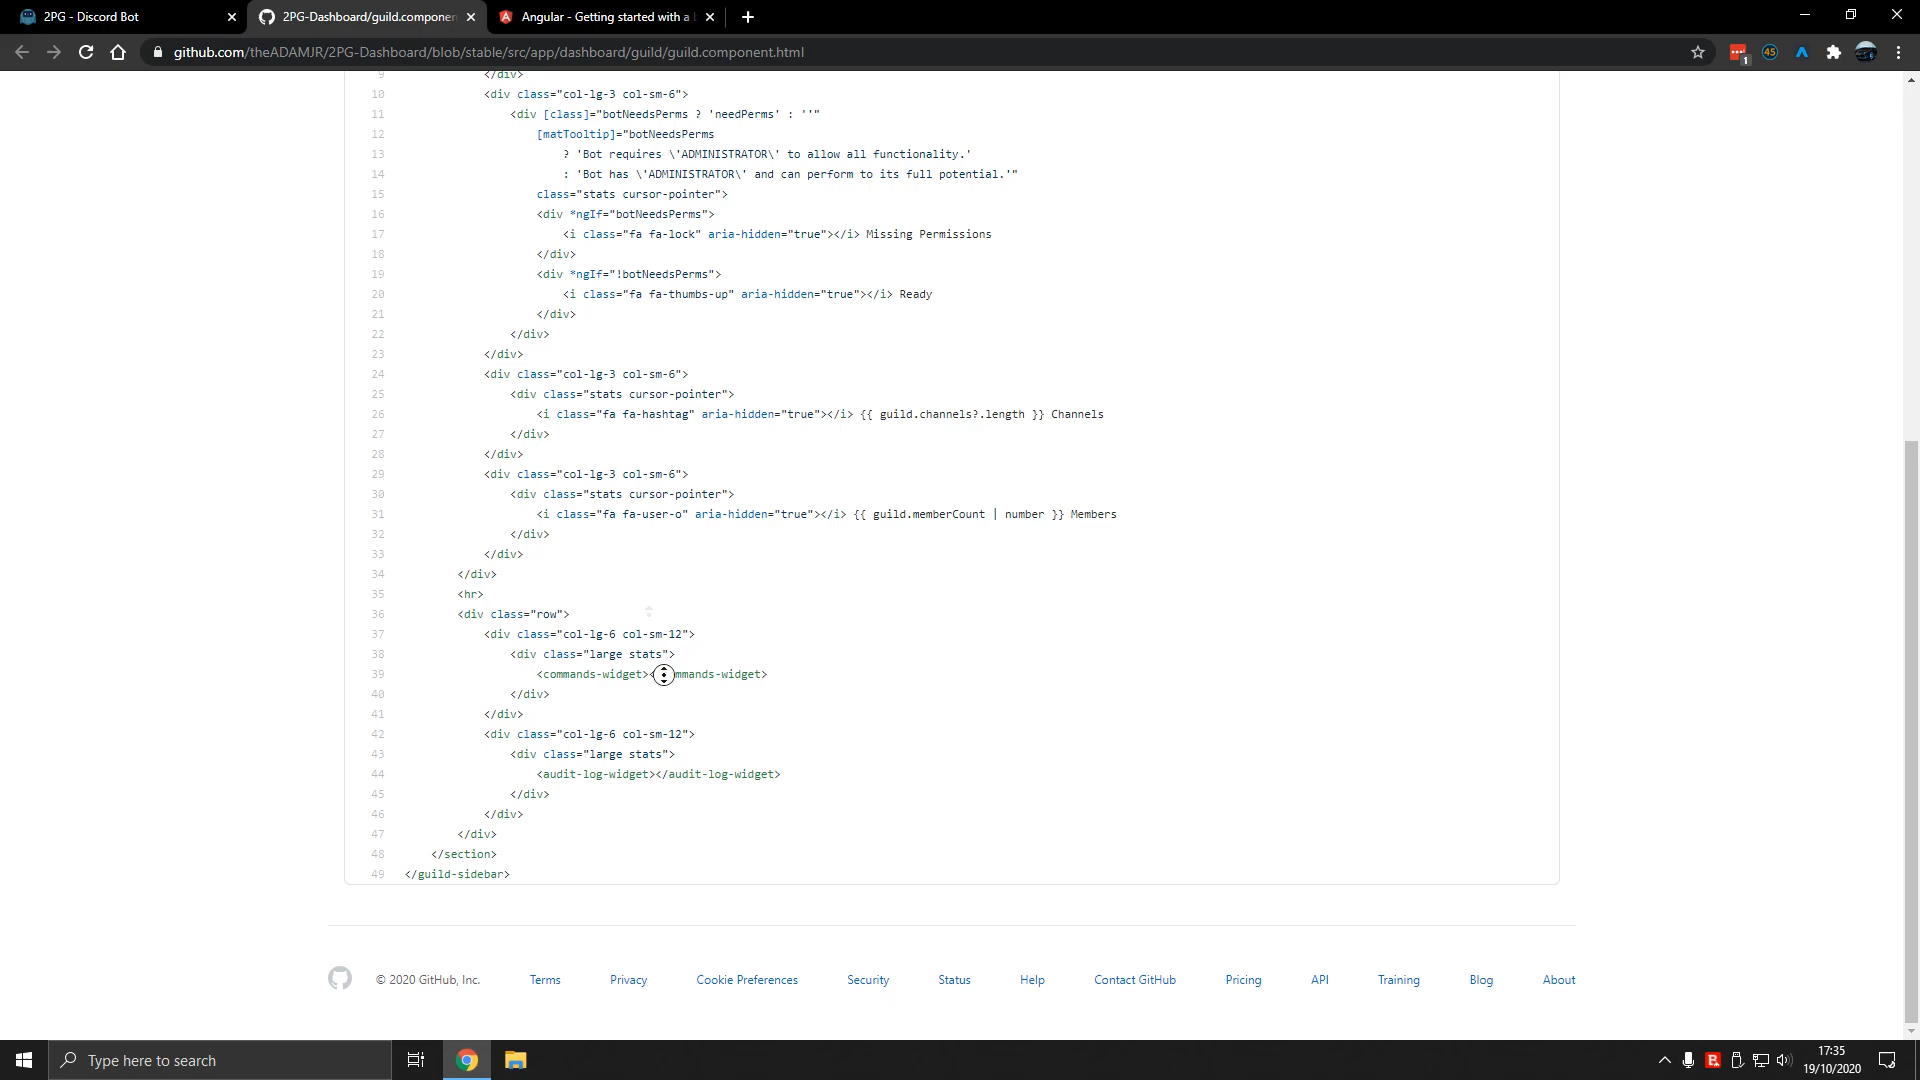 2PG - Discord Bot
2PG-Dashboard/guild.componen
Angular - Getting started with a
github.com/theADAMJR/2PG-Dashboard/blob/stable/src/app/dashboard/guild/guild.component.html
1
45
9 </div>
10 <div class="col-lg-3 col-sm-6">
11 <div [class]="botNeedsPerms ? 'needPerms' : ''"
12 [matTooltip]="botNeedsPerms
13 ? 'Bot requires \'ADMINISTRATOR\' to allow all functionality.'
14 : 'Bot has \'ADMINISTRATOR\' and can perform to its full potential.'"
15 class="stats cursor-pointer">
16 <div *ngIf="botNeedsPerms">
17 <i class="fa fa-lock" aria-hidden="true"></i> Missing Permissions
18 </div>
19 <div *ngIf="!botNeedsPerms">
20 <i class="fa fa-thumbs-up" aria-hidden="true"></i> Ready
21 </div>
22 </div>
23 </div>
24 <div class="col-lg-3 col-sm-6">
25 <div class="stats cursor-pointer">
26 <i class="fa fa-hashtag" aria-hidden="true"></i> {{ guild.channels?.length }} Channels
27 </div>
28 </div>
29 <div class="col-lg-3 col-sm-6">
30 <div class="stats cursor-pointer">
31 <i class="fa fa-user-o" aria-hidden="true"></i> {{ guild.memberCount | number }} Members
32 </div>
33 </div>
34 </div>
35 <hr>
36 <div class="row">
37 <div class="col-lg-6 col-sm-12">
38 <div class="large stats">
39 <commands-widget>< mmands-widget>
40 </div>
41 </div>
42 <div class="col-lg-6 col-sm-12">
43 <div class="large stats">
44 <audit-log-widget></audit-log-widget>
45 </div>
46 </div>
47 </div>
48 </section>
49 </guild-sidebar>
© 2020 GitHub, Inc. Terms Privacy Cookie Preferences Security Status Help Contact GitHub Pricing API Training Blog About
Type here to search
17:35
19/10/2020